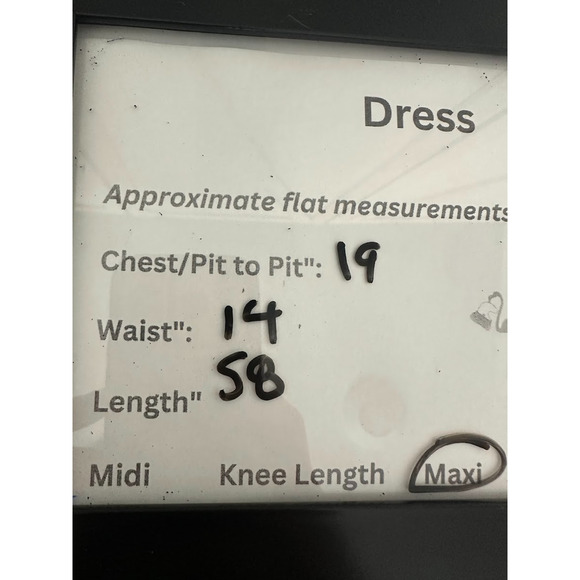 Dress
Approximate flat measurements
Chest/Pit to Pit": 19
Waist": 14
Length" 58
Midi Knee Length Maxi